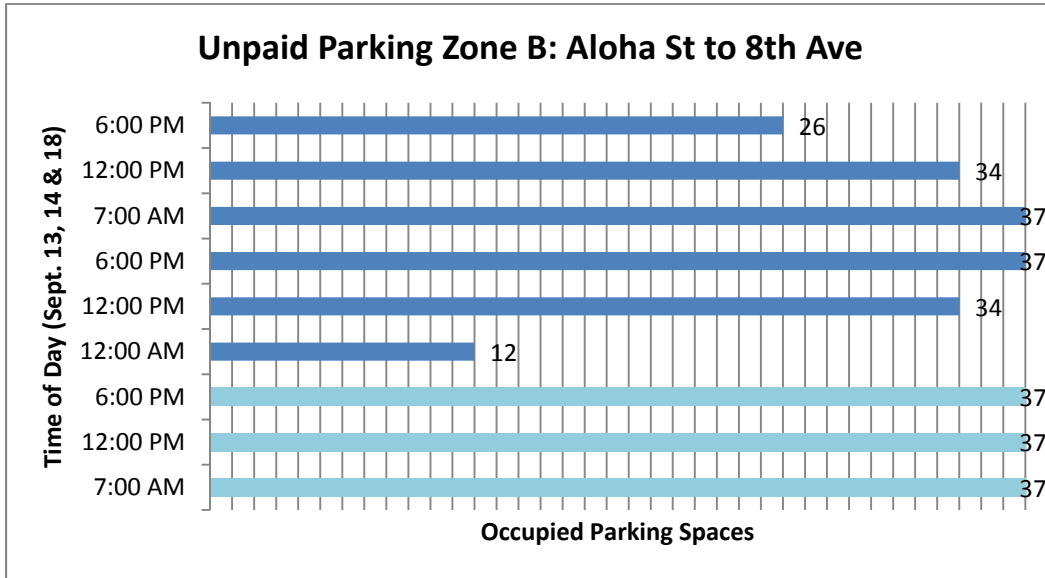 Unpaid Parking Zone B: Aloha St to 8th Ave
Time of Day (Sept. 13, 14 & 18)
6:00 PM 26
12:00 PM 34
7:00 AM 37
6:00 PM 37
12:00 PM 34
12:00 AM 12
6:00 PM 37
12:00 PM 37
7:00 AM 37
Occupied Parking Spaces